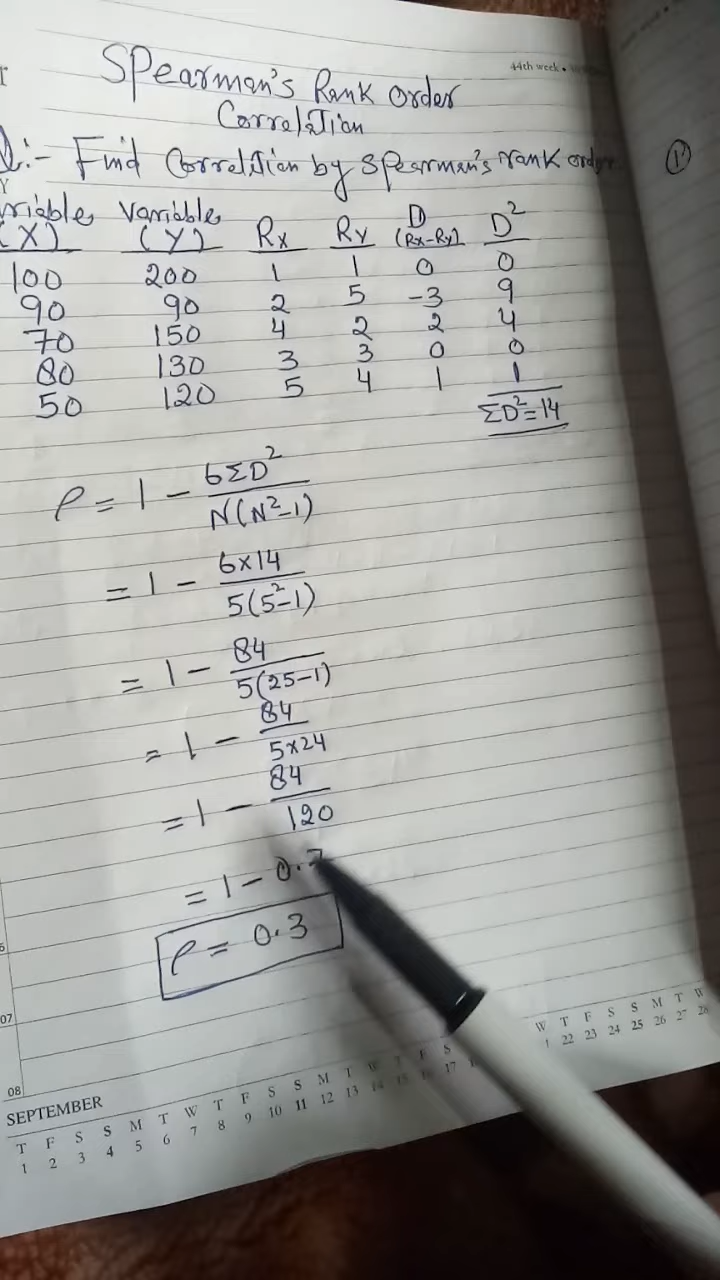 44th week •
Spearman's Rank Order
Correlation
:- Find Correlation by Spearman's rank order
riables Variables D D²
(X) (Y) Rx Ry (Rx-Ry)
100 200 1 1 0 0
90 90 2 5 -3 9
70 150 4 2 2 4
80 130 3 3 0 0
50 120 5 4 1 1
ΣD²=14
ρ = 1 - 6ΣD² / N(N²-1)
= 1 - 6×14 / 5(5²-1)
= 1 - 84 / 5(25-1)
= 1 - 84 / 5×24
= 1 - 84 / 120
= 1 - 0.7
ρ = 0.3
07
08
SEPTEMBER
T F S S M T W T F S S M T W T F S W T F S S M T W
1 2 3 4 5 6 7 8 9 10 11 12 13 14 15 16 17 1 22 23 24 25 26 27 28